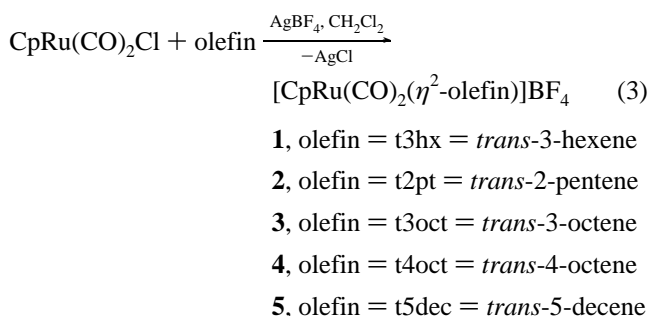 CpRu(CO)₂Cl + olefin AgBF₄, CH₂Cl₂
−AgCl
[CpRu(CO)₂(η²-olefin)]BF₄ (3)
1, olefin = t3hx = trans-3-hexene
2, olefin = t2pt = trans-2-pentene
3, olefin = t3oct = trans-3-octene
4, olefin = t4oct = trans-4-octene
5, olefin = t5dec = trans-5-decene